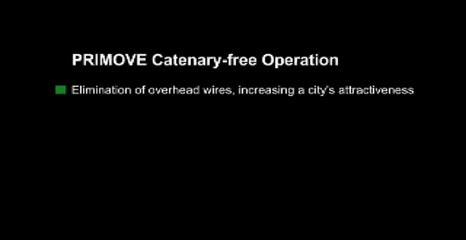 PRIMOVE Catenary-free Operation
Elimination of overhead wires, increasing a city's attractiveness